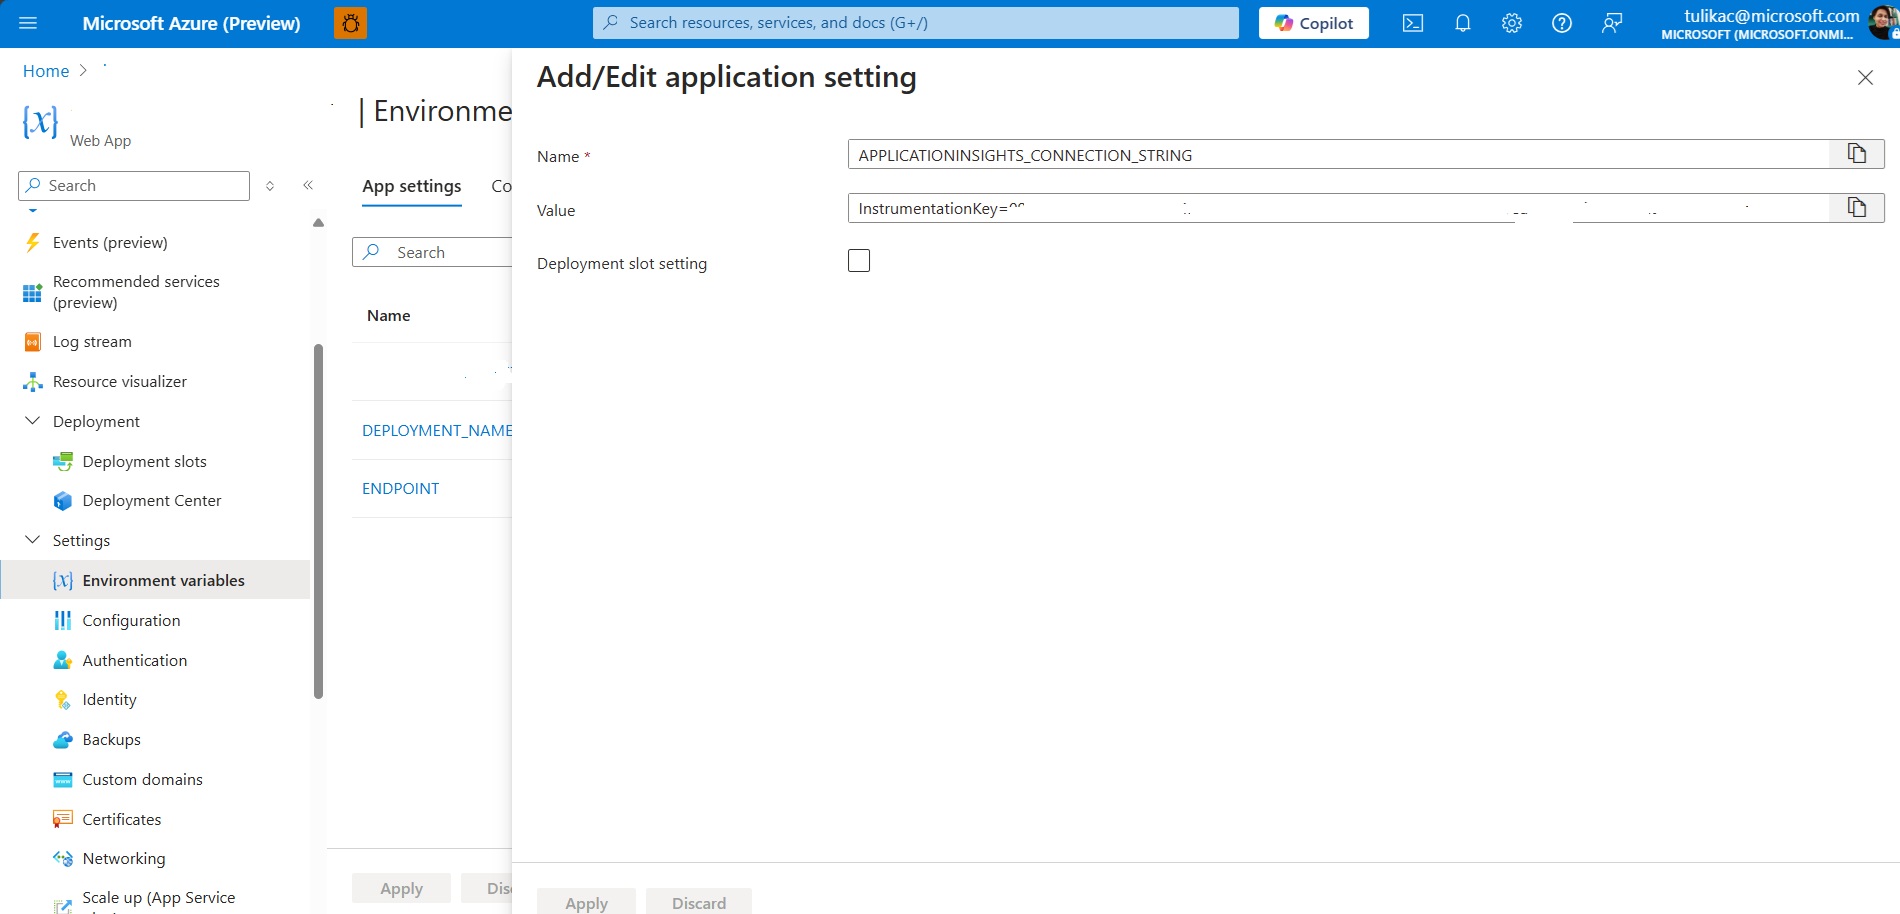 Microsoft Azure (Preview)
Search resources, services, and docs (G+/)
Copilot
tulikac@microsoft.com
MICROSOFT (MICROSOFT.ONMI...
Home
Web App
Search
Events (preview)
Recommended services
(preview)
Log stream
Resource visualizer
Deployment
Deployment slots
Deployment Center
Settings
Environment variables
Configuration
Authentication
Identity
Backups
Custom domains
Certificates
Networking
Scale up (App Service
| Environme
App settings
Co
Search
Name
DEPLOYMENT_NAME
ENDPOINT
Apply
Dis
Add/Edit application setting
Name *
APPLICATIONINSIGHTS_CONNECTION_STRING
Value
InstrumentationKey=
Deployment slot setting
Apply
Discard